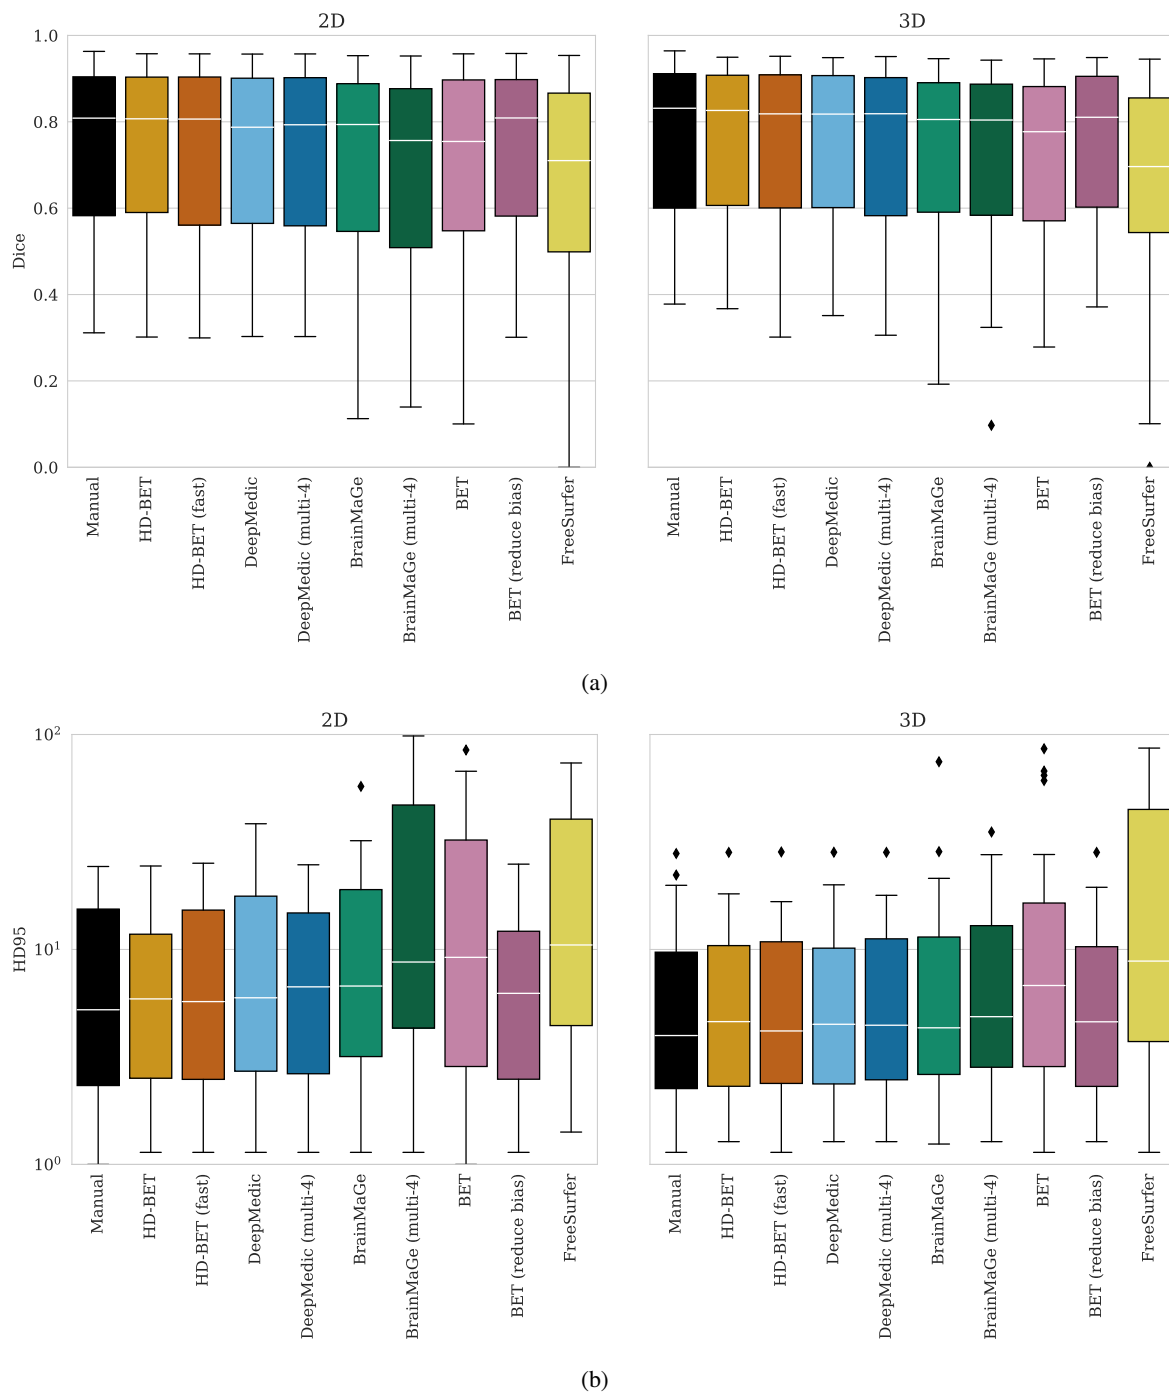 2D
3D
1.0
0.8
0.6
0.4
0.2
0.0
Dice
Manual
HD-BET
HD-BET (fast)
DeepMedic
DeepMedic (multi-4)
BrainMaGe
BrainMaGe (multi-4)
BET
BET (reduce bias)
FreeSurfer
Manual
HD-BET
HD-BET (fast)
DeepMedic
DeepMedic (multi-4)
BrainMaGe
BrainMaGe (multi-4)
BET
BET (reduce bias)
FreeSurfer
(a)
2D
3D
10²
10¹
10⁰
HD95
Manual
HD-BET
HD-BET (fast)
DeepMedic
DeepMedic (multi-4)
BrainMaGe
BrainMaGe (multi-4)
BET
BET (reduce bias)
FreeSurfer
Manual
HD-BET
HD-BET (fast)
DeepMedic
DeepMedic (multi-4)
BrainMaGe
BrainMaGe (multi-4)
BET
BET (reduce bias)
FreeSurfer
(b)